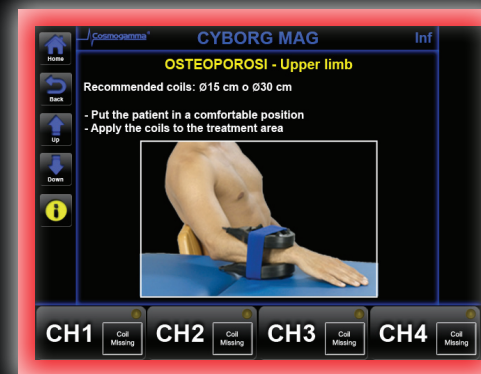 Cosmogamma®
CYBORG MAG
Inf
Home
OSTEOPOROSI - Upper limb
Recommended coils: Ø15 cm o Ø30 cm
Back
- Put the patient in a comfortable position
- Apply the coils to the treatment area
Up
Down
i
CH1
Coil
Missing
CH2
Coil
Missing
CH3
Coil
Missing
CH4
Coil
Missing